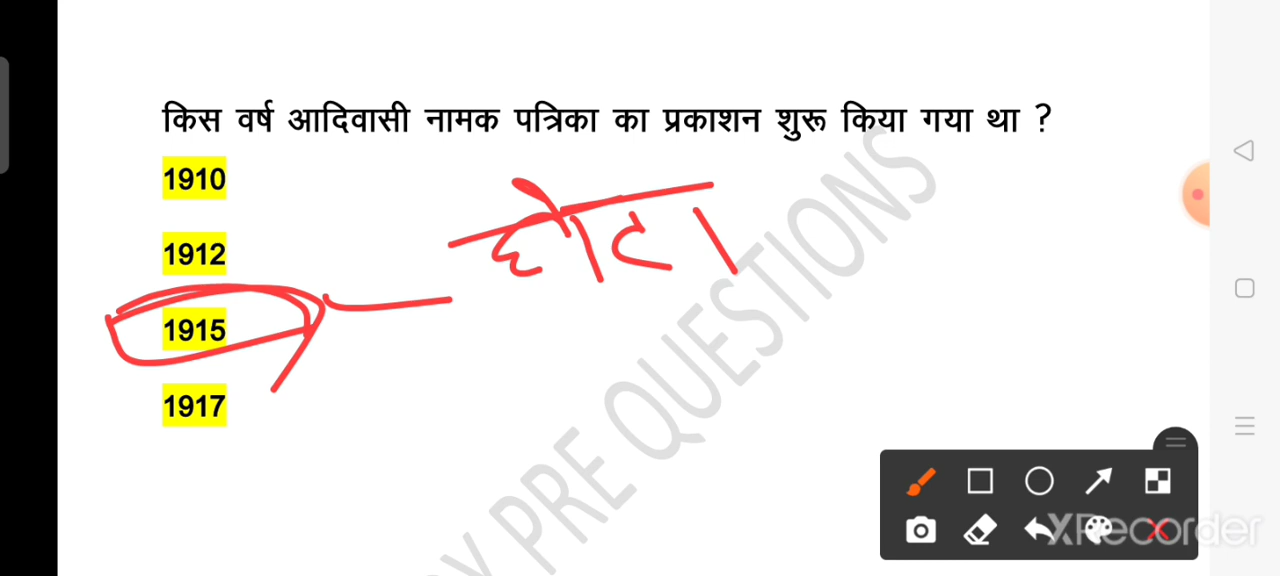 किस वर्ष आदिवासी नामक पत्रिका का प्रकाशन शुरू किया गया था ?
1910
1912
1915
1917
PRE QUESTIONS
XRecorder